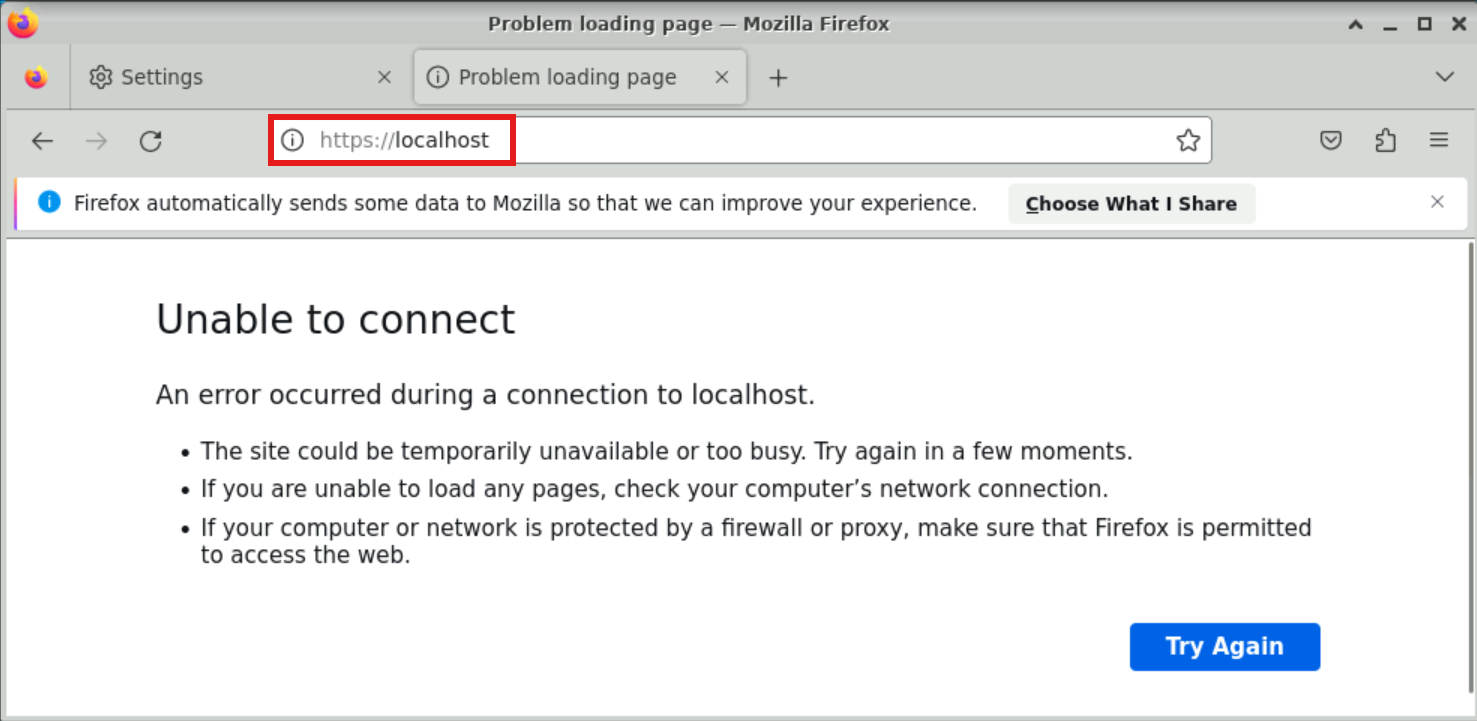 Problem loading page — Mozilla Firefox
Settings
Problem loading page
https://localhost
Firefox automatically sends some data to Mozilla so that we can improve your experience.
Choose What I Share
Unable to connect
An error occurred during a connection to localhost.
• The site could be temporarily unavailable or too busy. Try again in a few moments.
• If you are unable to load any pages, check your computer’s network connection.
• If your computer or network is protected by a firewall or proxy, make sure that Firefox is permitted
to access the web.
Try Again